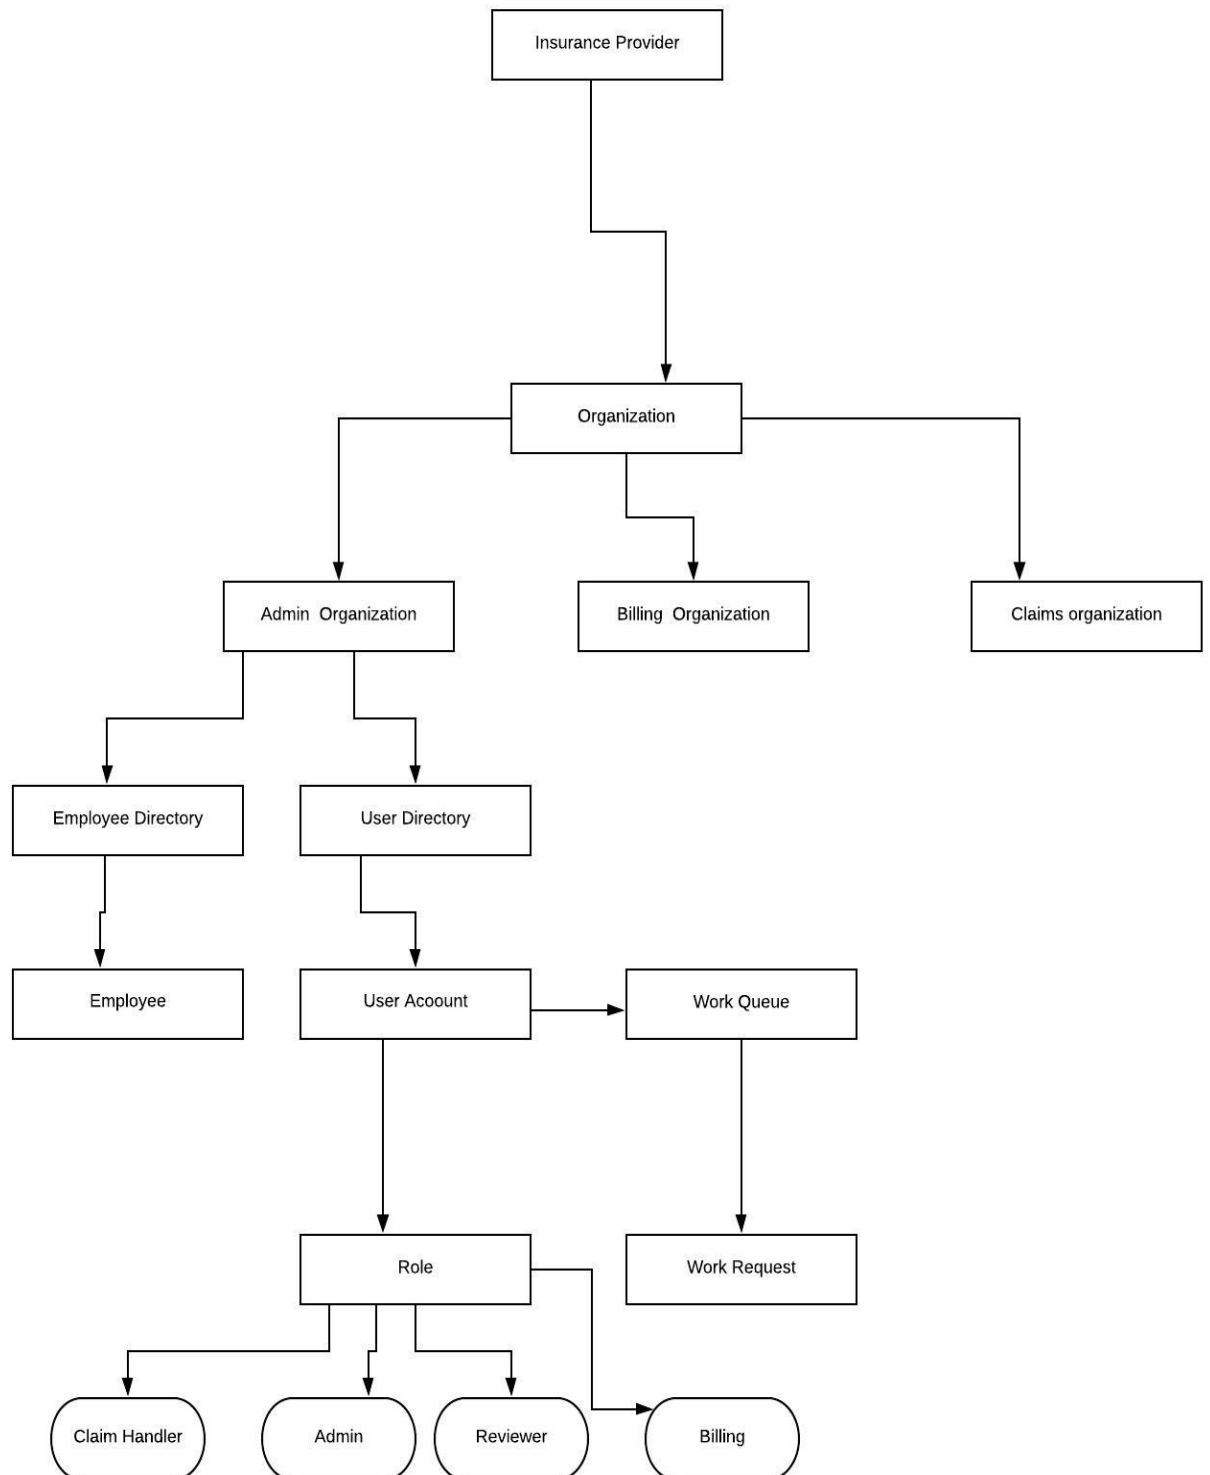 Insurance Provider
Organization
Admin  Organization
Billing  Organization
Claims organization
Employee Directory
User Directory
Employee
User Acoount
Work Queue
Role
Work Request
Claim Handler
Admin
Reviewer
Billing